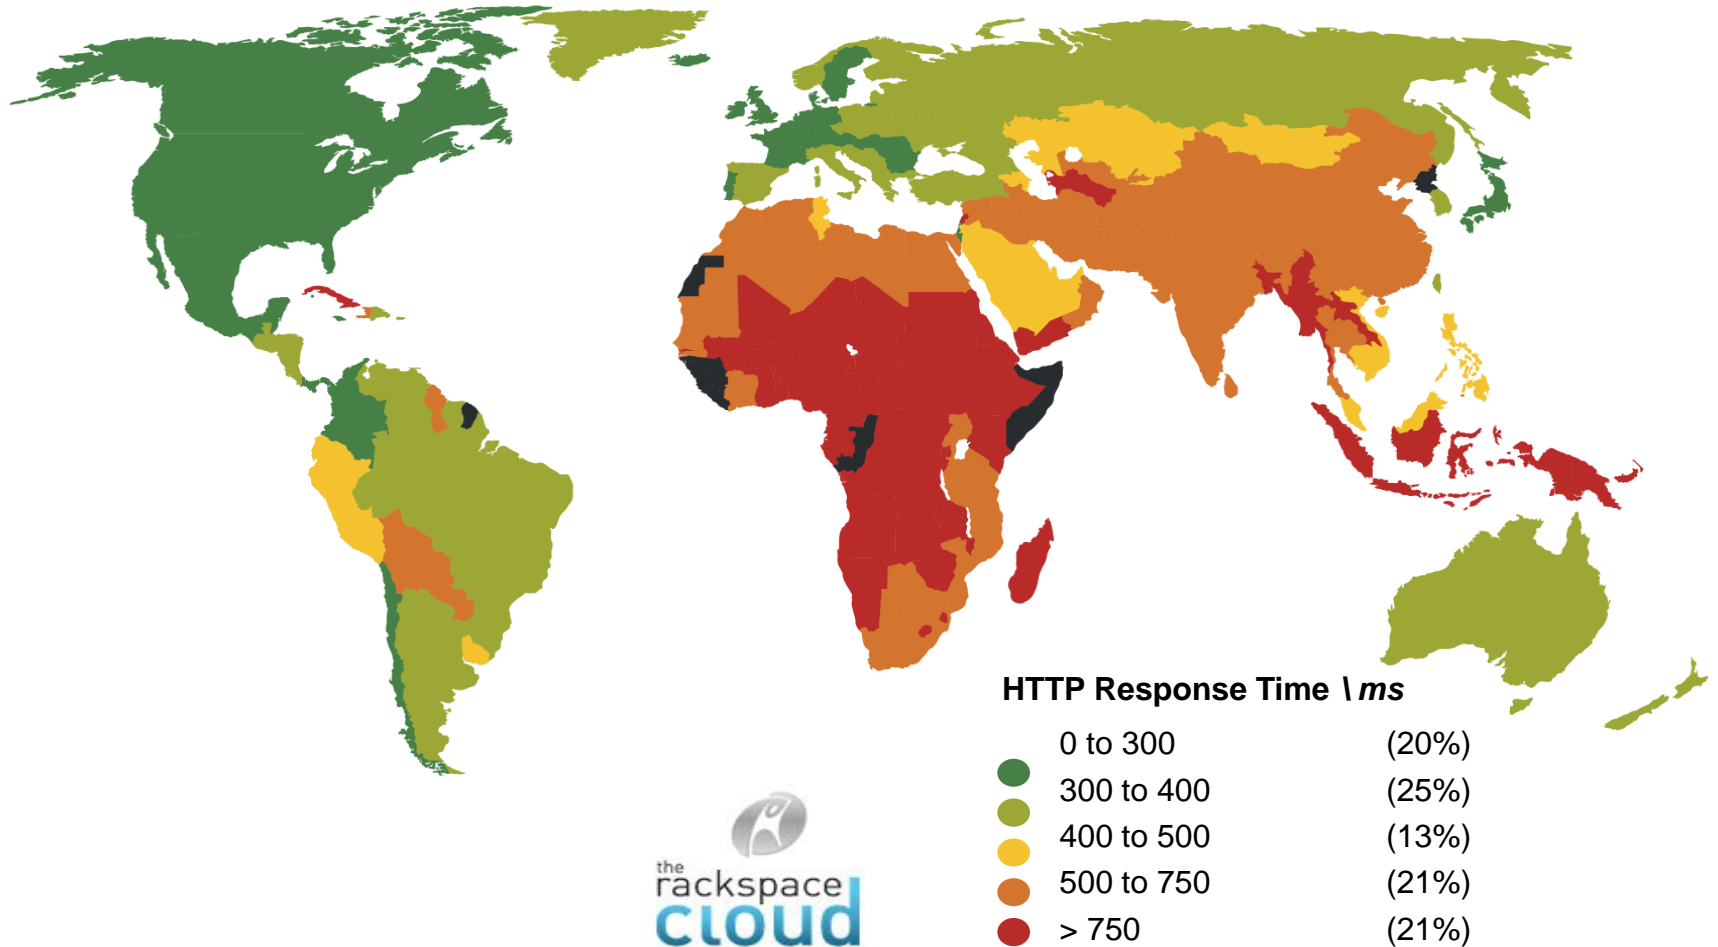 HTTP Response Time \ ms
0 to 300 (20%)
300 to 400 (25%)
400 to 500 (13%)
500 to 750 (21%)
> 750 (21%)
the
rackspace
cloud